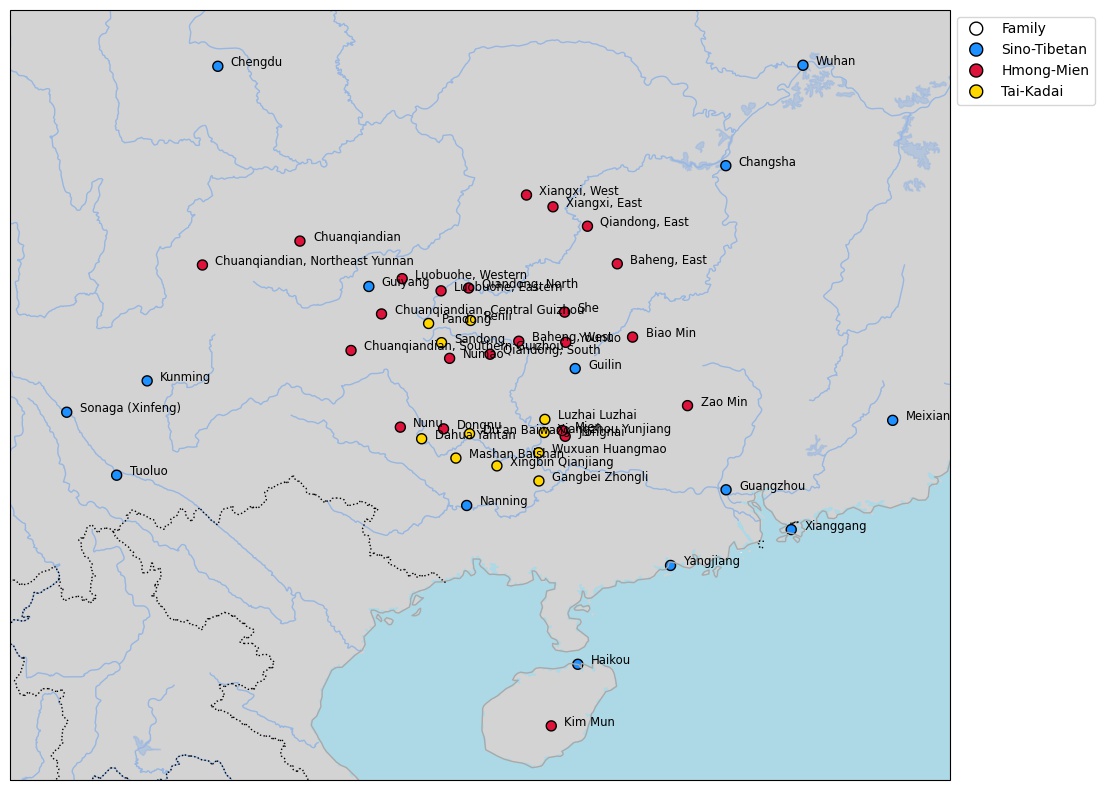 Family
Sino-Tibetan
Hmong-Mien
Tai-Kadai
Chengdu
Wuhan
Changsha
Xiangxi, West
Xiangxi, East
Qiandong, East
Chuanqiandian
Chuanqiandian, Northeast Yunnan
Baheng, East
Luobuohe, Western
Guiyang
Qiandong, North
Luobuohe, Eastern
Chuanqiandian, Central Guizhou
She
Pandong
Benli
Sandong
Baheng, West
Younuo
Biao Min
Chuanqiandian, Southern Guizhou
Numao
Qiandong, South
Guilin
Kunming
Sonaga (Xinfeng)
Zao Min
Luzhai Luzhai
Meixian
Nunu
Dongnu
Du'an Baiwang
Mien
Xiangzhou Yunjiang
Jiongnai
Dahua Yantan
Mashan Baishan
Wuxuan Huangmao
Xingbin Qianjiang
Tuoluo
Gangbei Zhongli
Guangzhou
Nanning
Xianggang
Yangjiang
Haikou
Kim Mun